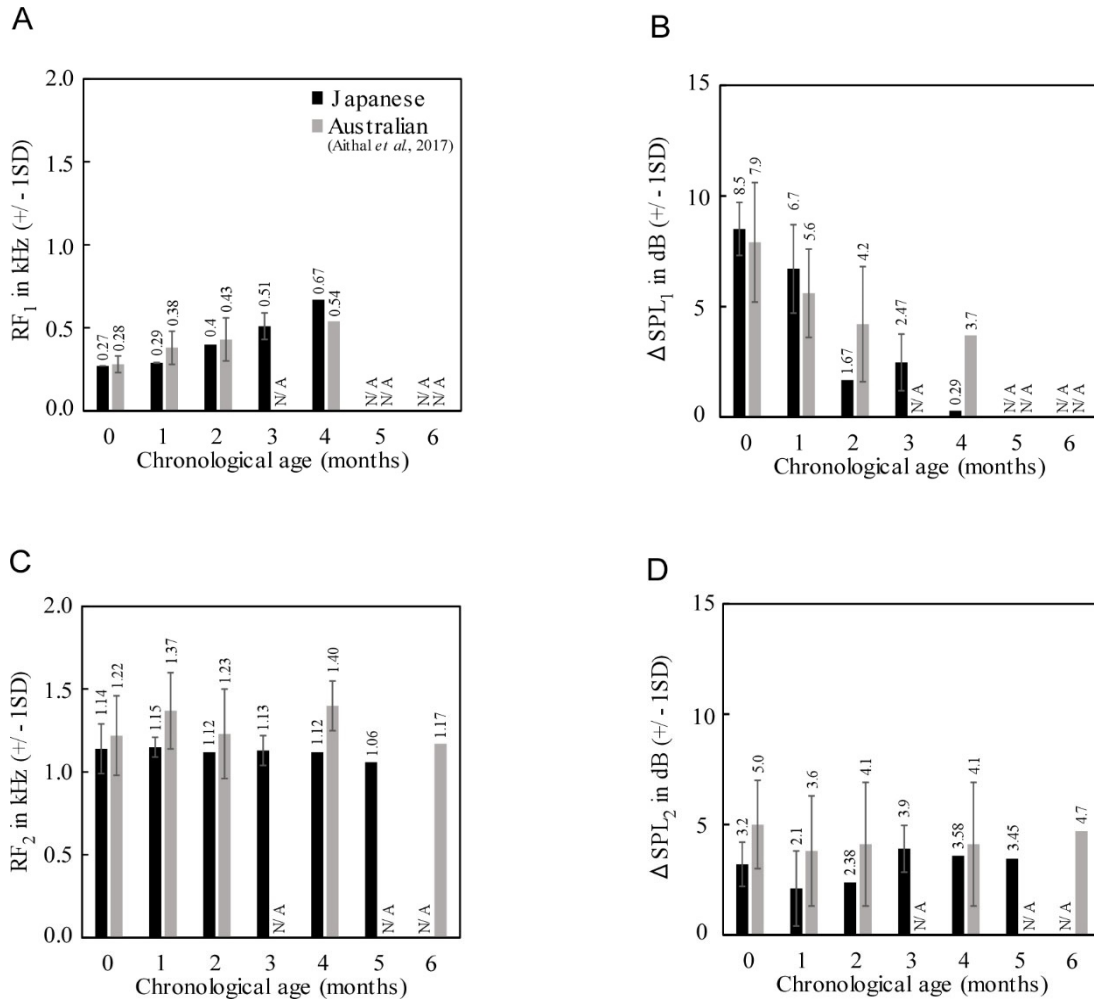 A
RF1 in kHz (+/ - 1SD)
2.0
1.5
1.0
0.5
0.0
Japanese
Australian
(Aithal et al., 2017)
0.27
0.28
0.29
0.38
0.4
0.43
0.51
N/A
0.67
0.54
N/A
N/A
N/A
N/A
0 1 2 3 4 5 6
Chronological age (months)
B
Δ SPL1 in dB (+/ - 1SD)
15
10
5
0
8.5
7.9
6.7
5.6
1.67
4.2
2.47
N/A
0.29
3.7
N/A
N/A
N/A
N/A
0 1 2 3 4 5 6
Chronological age (months)
C
RF2 in kHz (+/ - 1SD)
2.0
1.5
1.0
0.5
0.0
1.14
1.22
1.15
1.37
1.12
1.23
1.13
N/A
1.12
1.40
1.06
N/A
N/A
1.17
0 1 2 3 4 5 6
Chronological age (months)
D
Δ SPL2 in dB (+/ - 1SD)
15
10
5
0
3.2
5.0
2.1
3.6
2.38
4.1
3.9
N/A
3.58
4.1
3.45
N/A
N/A
4.7
0 1 2 3 4 5 6
Chronological age (months)